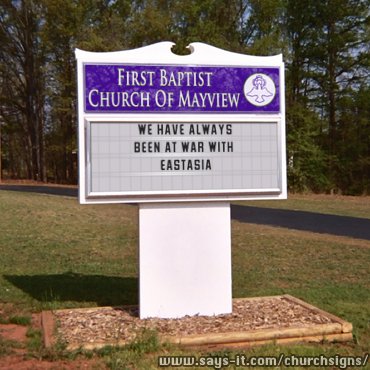 FIRST BAPTIST
CHURCH OF MAYVIEW
WE HAVE ALWAYS
BEEN AT WAR WITH
EASTASIA
www.says-it.com/churchsigns/